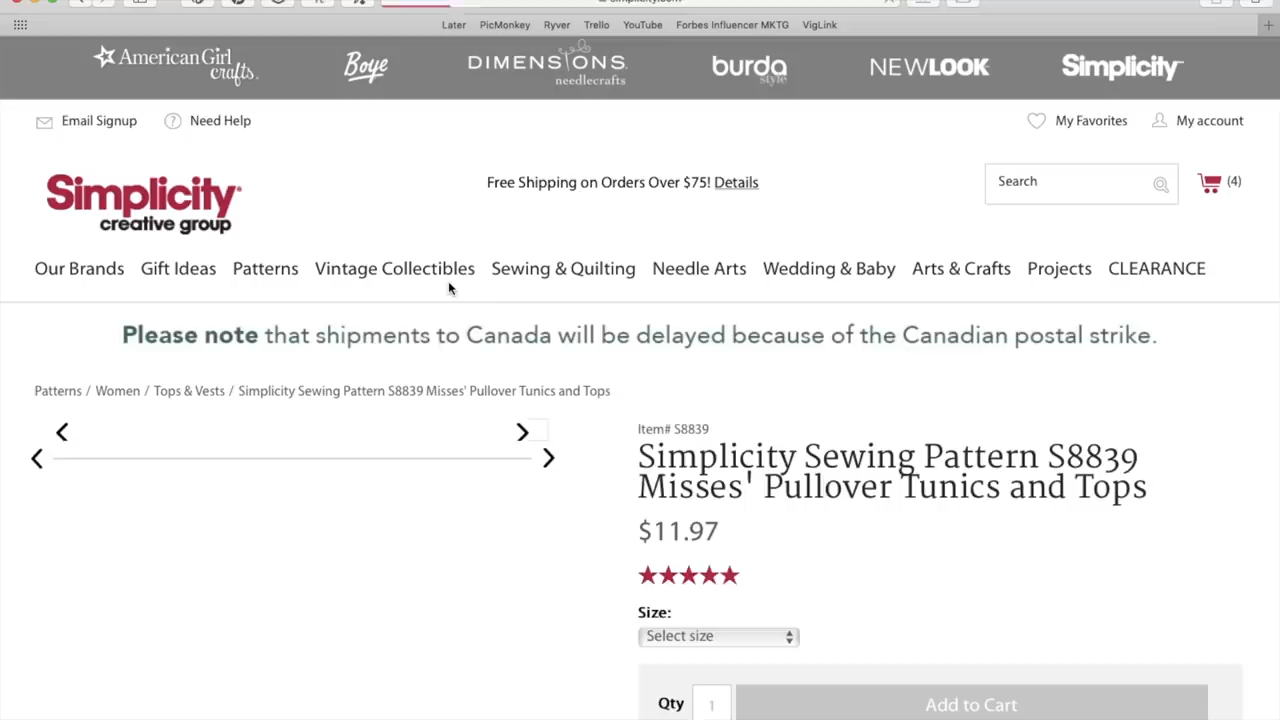 simplicity.com
Later PicMonkey Ryver Trello YouTube Forbes Influencer MKTG VigLink
American Girl crafts Boye DIMENSIONS needlecrafts burda style NEW LOOK Simplicity
Email Signup Need Help My Favorites My account
Simplicity creative group
Free Shipping on Orders Over $75! Details
Search (4)
Our Brands Gift Ideas Patterns Vintage Collectibles Sewing & Quilting Needle Arts Wedding & Baby Arts & Crafts Projects CLEARANCE
Please note that shipments to Canada will be delayed because of the Canadian postal strike.
Patterns / Women / Tops & Vests / Simplicity Sewing Pattern S8839 Misses' Pullover Tunics and Tops
Item# S8839
Simplicity Sewing Pattern S8839
Misses' Pullover Tunics and Tops
$11.97
Size:
Select size
Qty 1 Add to Cart